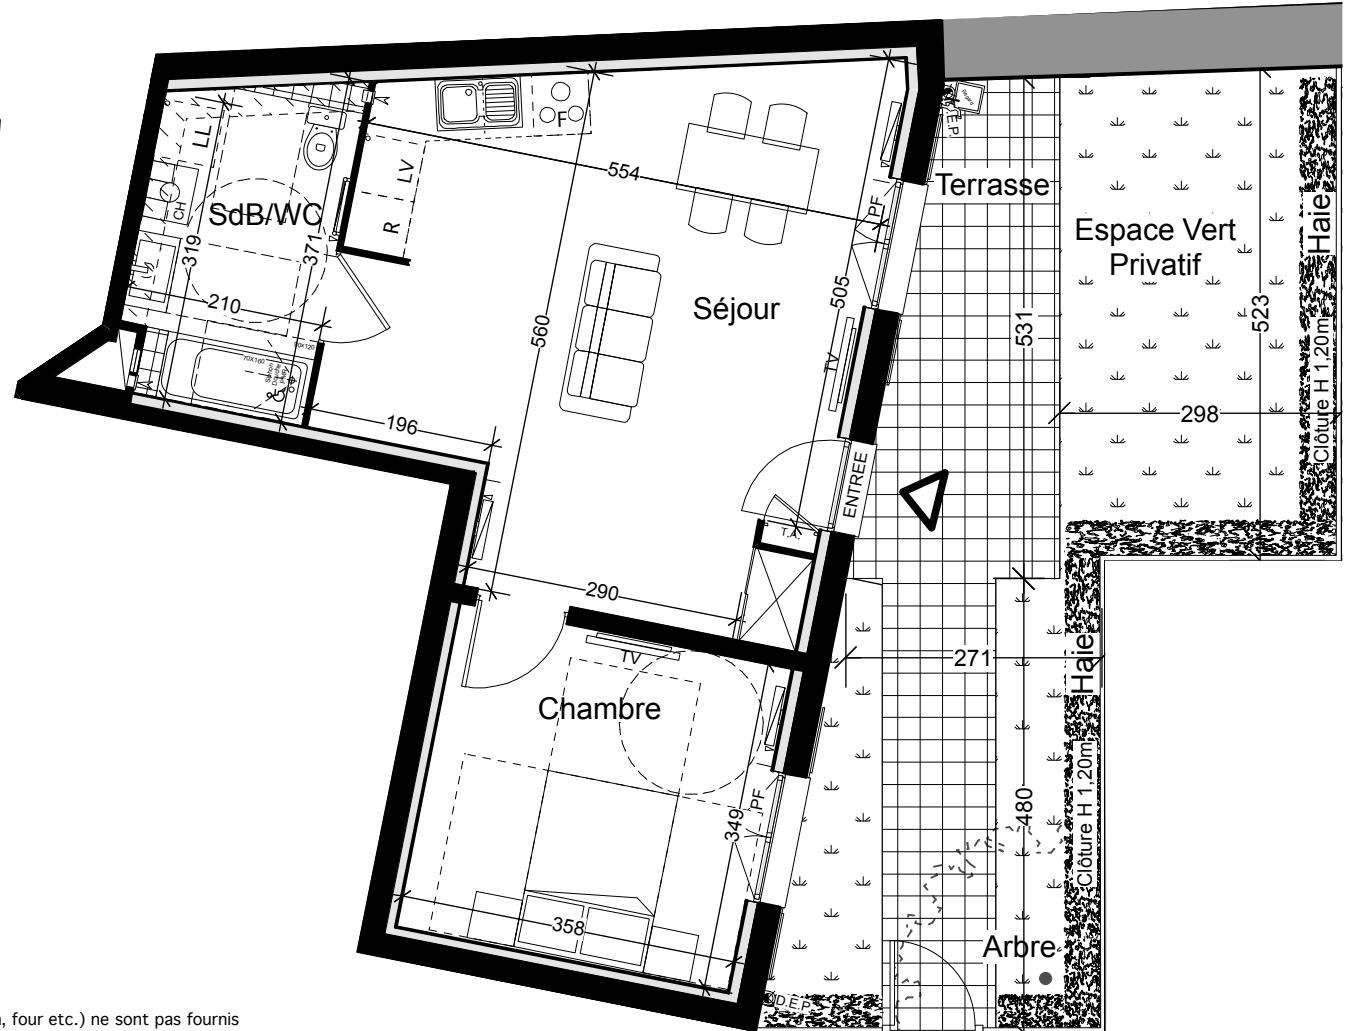 LL
CH
SdB/WC
319
371
210
70X160
90X120
LV
R
F
554
560
Séjour
505
PF
TV
196
290
ENTREE
T.A.
TV
Chambre
PF
349
358
D.E.P.
Terrasse
Espace Vert
Privatif
Haie
Clôture H 1,20m
531
523
298
271
480
Haie
Clôture H 1,20m
Arbre
D.E.P
, four etc.) ne sont pas fournis